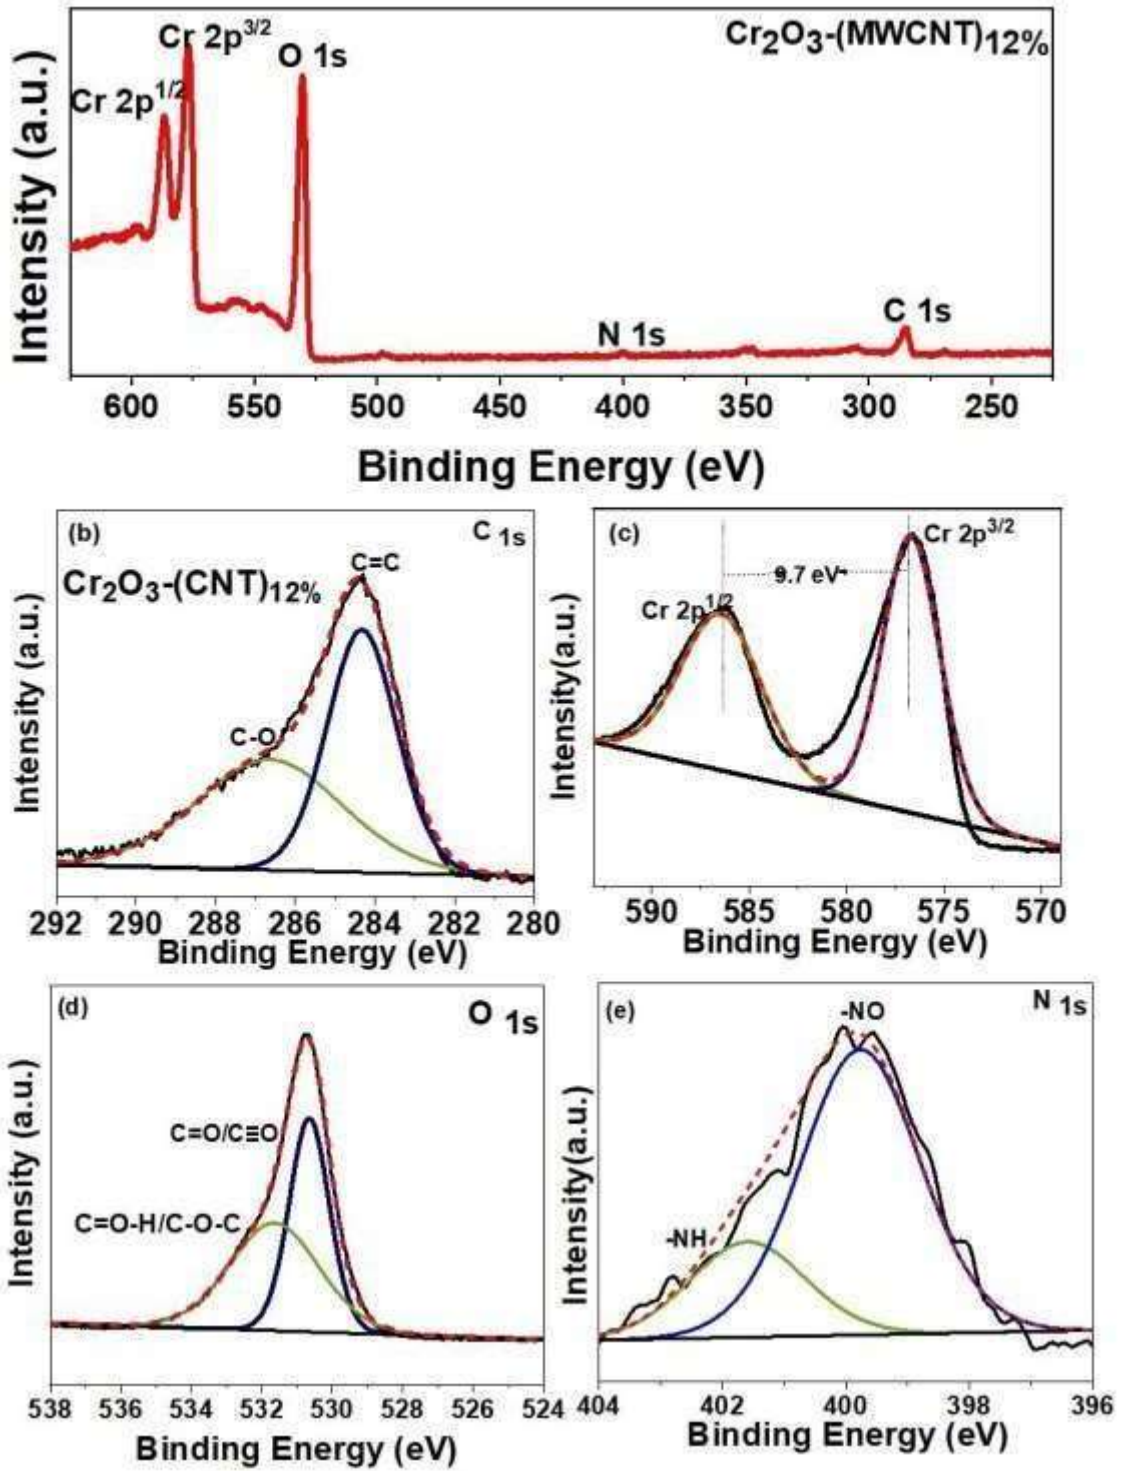 Cr 2p3/2
Cr2O3-(MWCNT)12%
O 1s
Cr 2p1/2
C 1s
N 1s
Intensity (a.u.)
600 550 500 450 400 350 300 250
Binding Energy (eV)
(b)
C 1s
C=C
Cr2O3-(CNT)12%
C-O
Intensity (a.u.)
292 290 288 286 284 282 280
Binding Energy (eV)
(c)
Cr 2p3/2
9.7 eV
Cr 2p1/2
Intensity(a.u.)
590 585 580 575 570
Binding Energy (eV)
(d)
O 1s
C=O/C≡O
C=O-H/C-O-C
Intensity (a.u.)
538 536 534 532 530 528 526 524
Binding Energy (eV)
(e)
N 1s
-NO
-NH
Intensity(a.u.)
404 402 400 398 396
Binding Energy (eV)